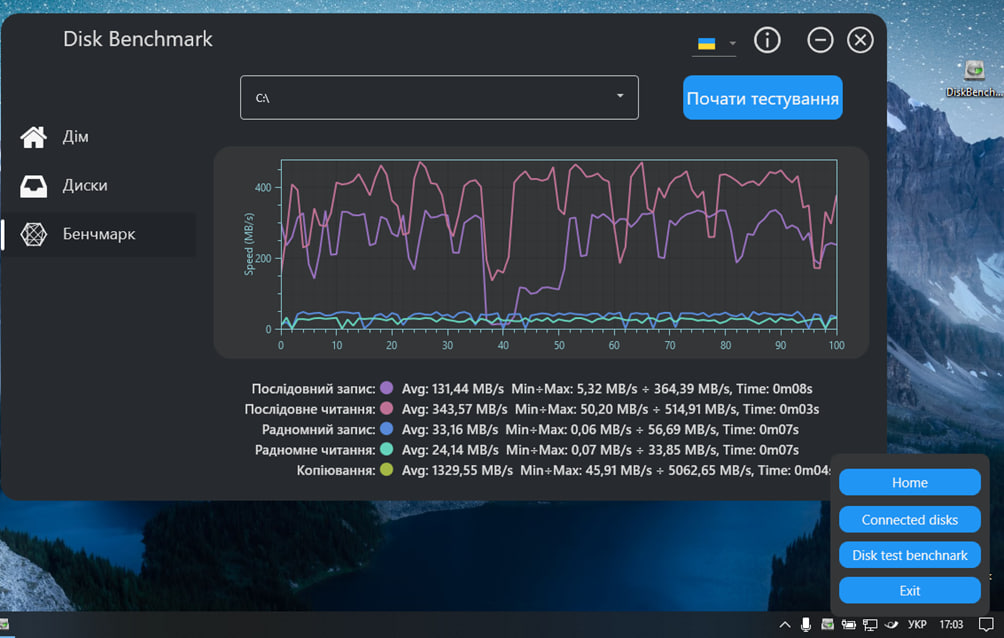 Disk Benchmark
DiskBench...
C:\
Почати тестування
Дім
Диски
Бенчмарк
Speed (MB/s)
400
200
0
0 10 20 30 40 50 60 70 80 90 100
Послідовний запис: Avg: 131,44 MB/s Min÷Max: 5,32 MB/s ÷ 364,39 MB/s, Time: 0m08s
Послідовне читання: Avg: 343,57 MB/s Min÷Max: 50,20 MB/s ÷ 514,91 MB/s, Time: 0m03s
Радномний запис: Avg: 33,16 MB/s Min÷Max: 0,06 MB/s ÷ 56,69 MB/s, Time: 0m07s
Радномне читання: Avg: 24,14 MB/s Min÷Max: 0,07 MB/s ÷ 33,85 MB/s, Time: 0m07s
Копіювання: Avg: 1329,55 MB/s Min÷Max: 45,91 MB/s ÷ 5062,65 MB/s, Time: 0m04s
Home
Connected disks
Disk test benchnark
Exit
УКР 17:03